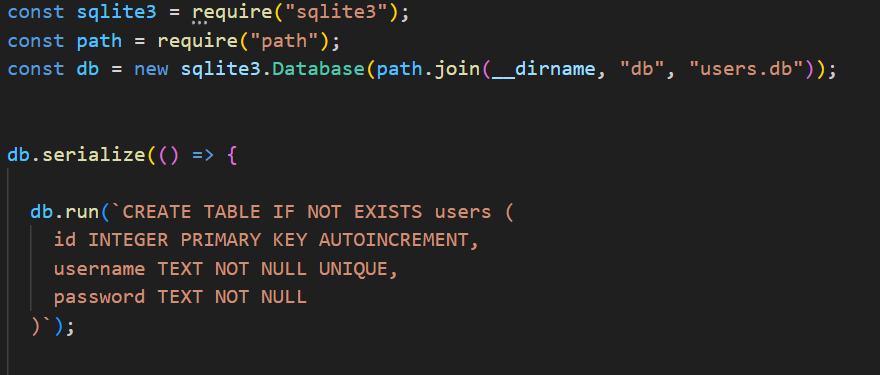 const sqlite3 = require("sqlite3");
const path = require("path");
const db = new sqlite3.Database(path.join(__dirname, "db", "users.db"));
db.serialize(() => {
db.run(`CREATE TABLE IF NOT EXISTS users (
id INTEGER PRIMARY KEY AUTOINCREMENT,
username TEXT NOT NULL UNIQUE,
password TEXT NOT NULL
)`);